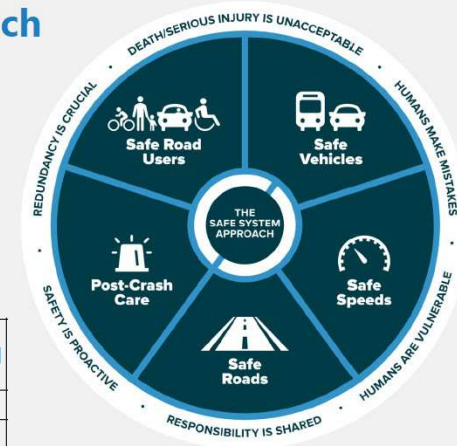 ch
DEATH/SERIOUS INJURY IS UNACCEPTABLE
HUMANS MAKE MISTAKES
HUMANS ARE VULNERABLE
RESPONSIBILITY IS SHARED
SAFETY IS PROACTIVE
REDUNDANCY IS CRUCIAL
Safe Road
Users
Safe
Vehicles
THE
SAFE SYSTEM
APPROACH
Post-Crash
Care
Safe
Speeds
Safe
Roads